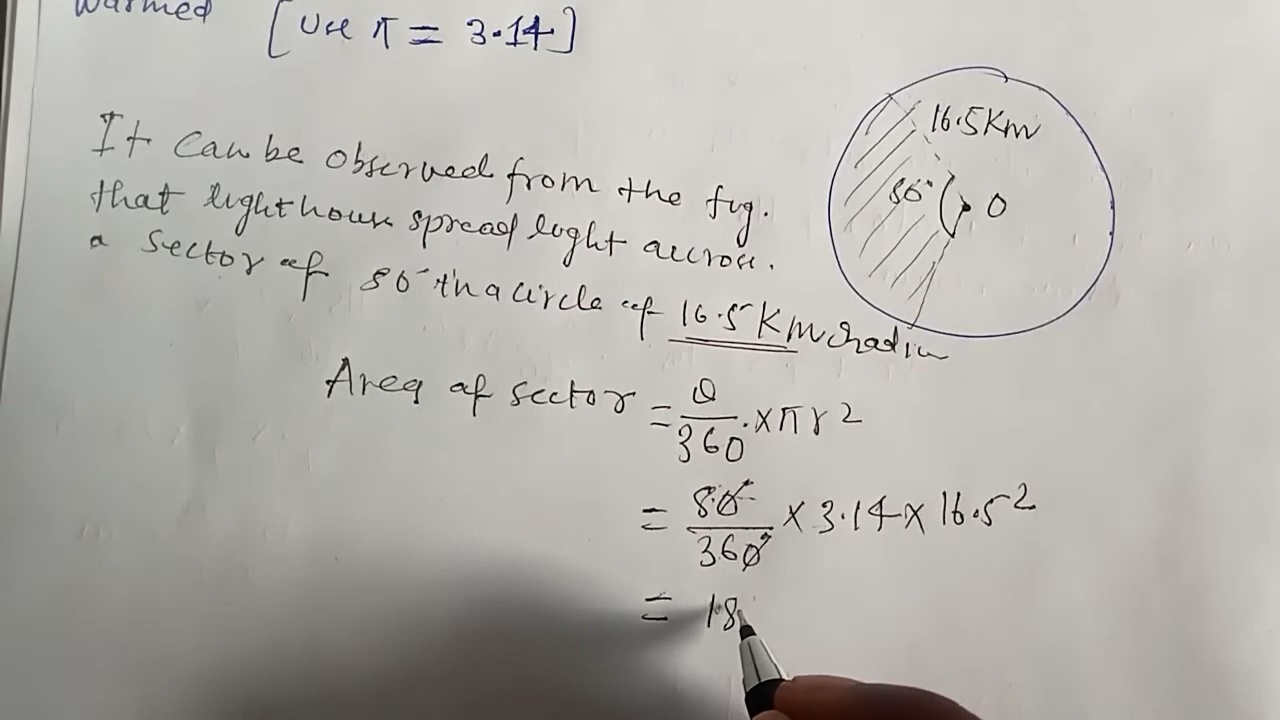 warmed [Use π = 3.14]
16.5Km
80° O
It can be observed from the fig.
that lighthouse spread light accross.
a sector of 80° in a circle of 16.5 Km radiu
Area of sector = θ/360 × πr2
= 80/360 × 3.14 × 16.5²
= 18